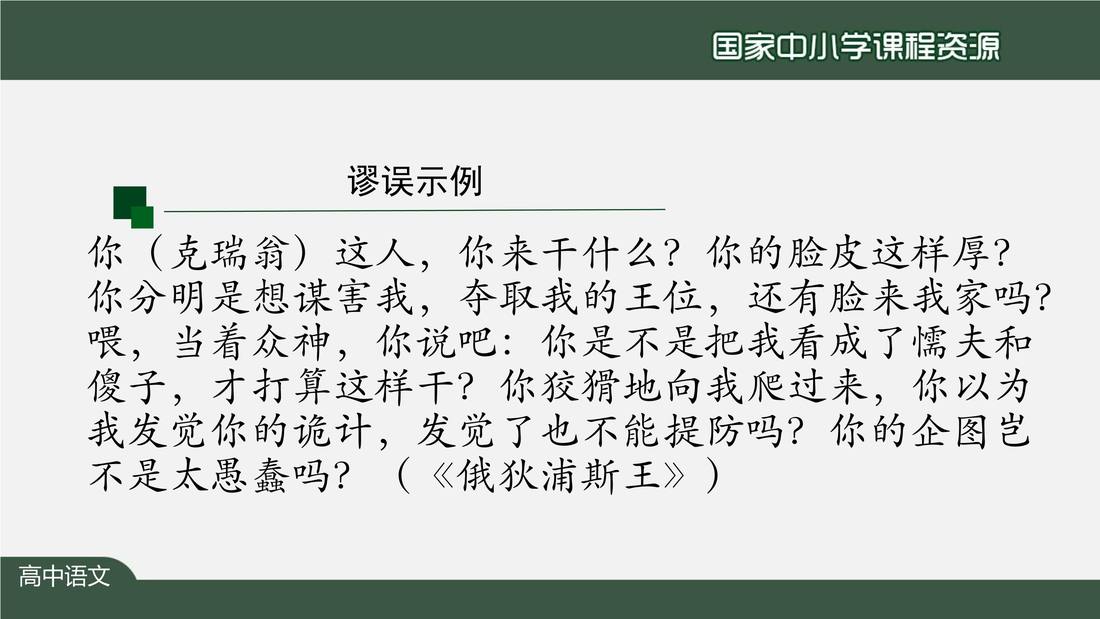 国家中小学课程资源
谬误示例
你（克瑞翁）这人，你来干什么？你的脸皮这样厚？
你分明是想谋害我，夺取我的王位，还有脸来我家吗？
喂，当着众神，你说吧：你是不是把我看成了懦夫和
傻子，才打算这样干？你狡猾地向我爬过来，你以为
我发觉你的诡计，发觉了也不能提防吗？你的企图岂
不是太愚蠢吗？（《俄狄浦斯王》）
高中语文